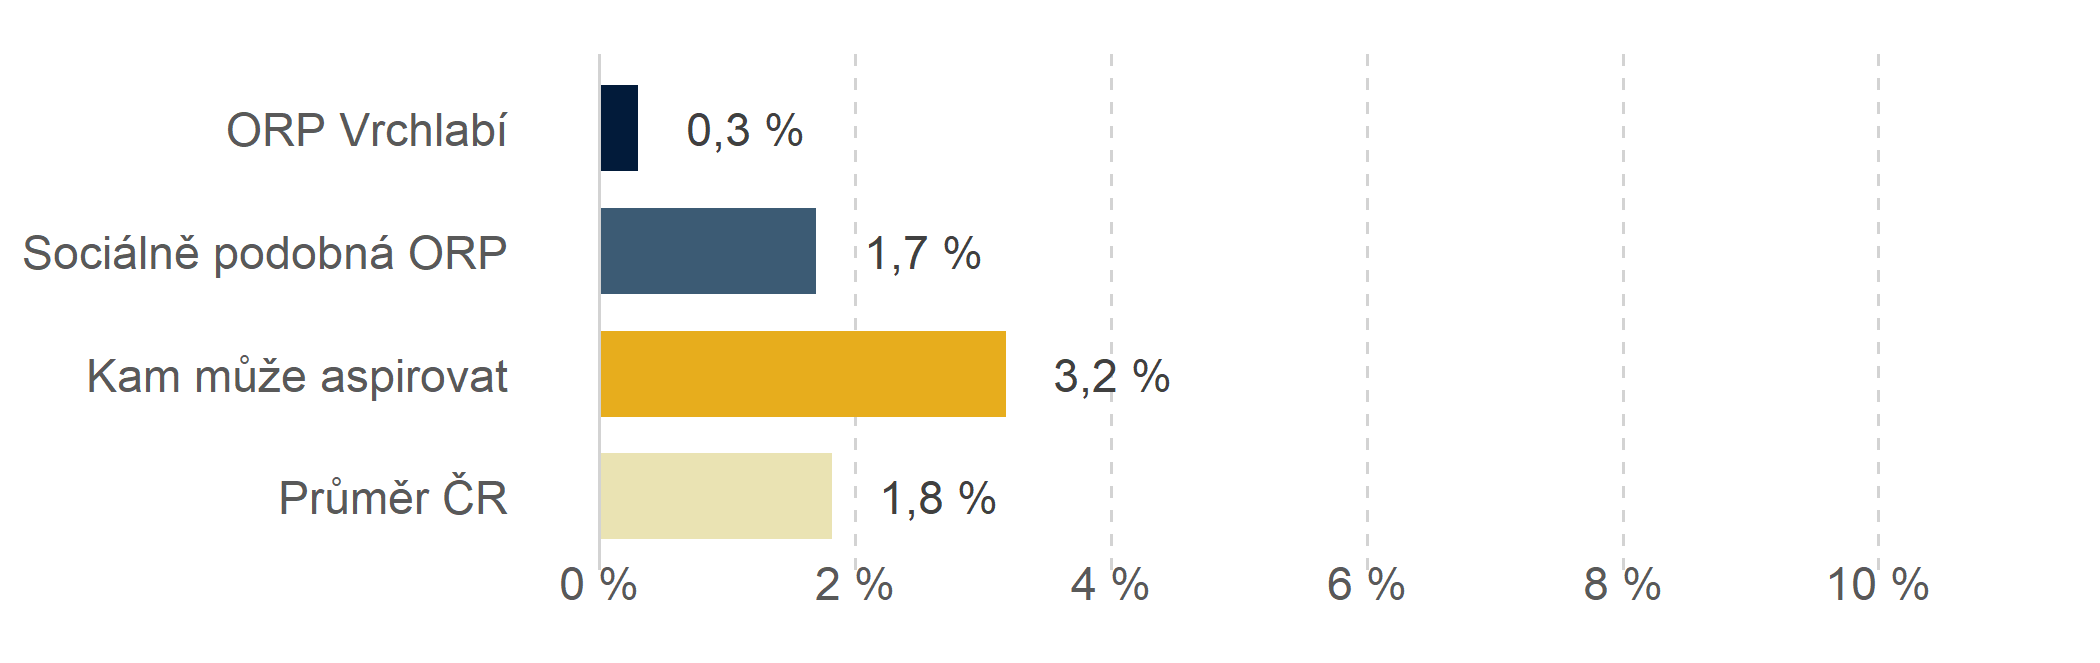 ORP Vrchlabí 0,3 %
Sociálně podobná ORP 1,7 %
Kam může aspirovat 3,2 %
Průměr ČR 1,8 %
0 % 2 % 4 % 6 % 8 % 10 %